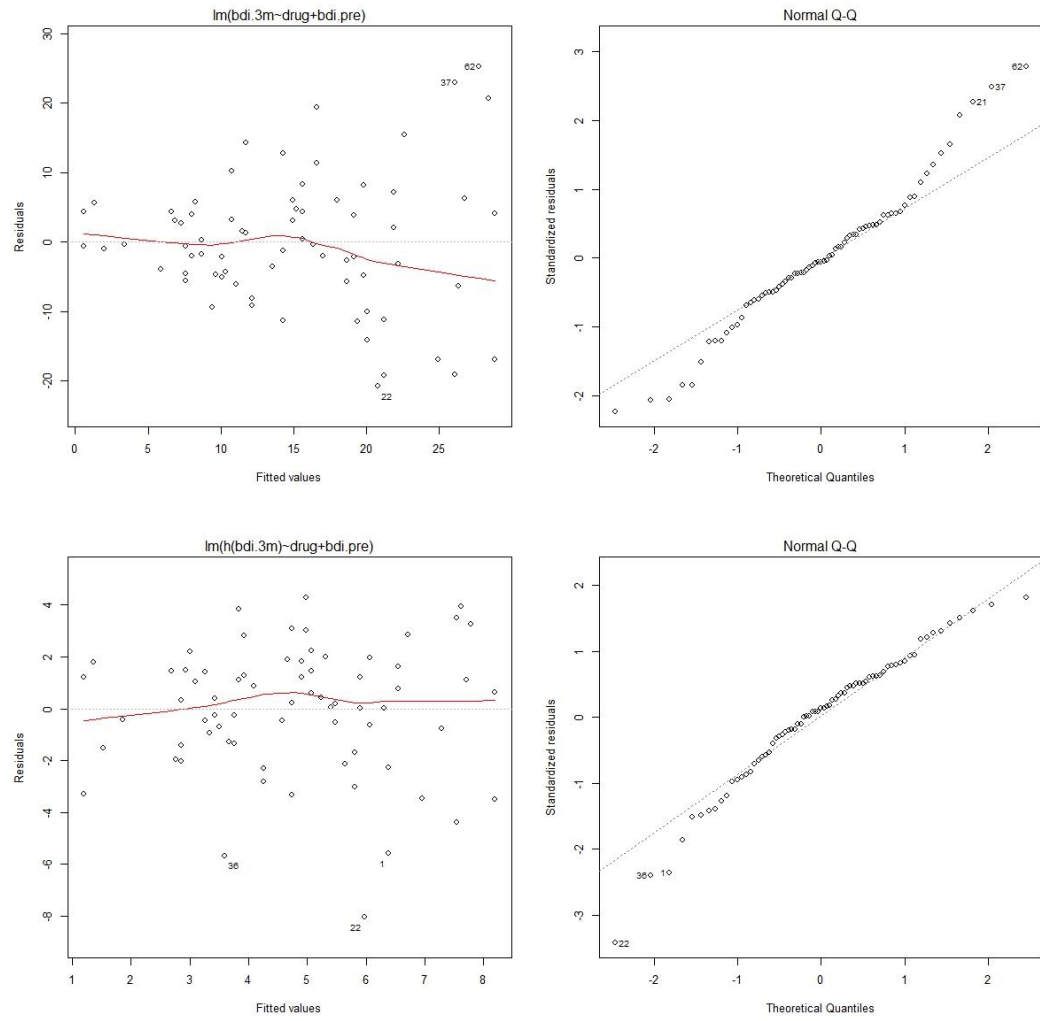 lm(bdi.3m~drug+bdi.pre)
Normal Q-Q
30
20
10
0
-10
-20
Residuals
62
37
22
0 5 10 15 20 25
Fitted values
3
2
1
0
-1
-2
Standardized residuals
62
37
21
-2 -1 0 1 2
Theoretical Quantiles
lm(h(bdi.3m)~drug+bdi.pre)
Normal Q-Q
4
2
0
-2
-4
-6
-8
Residuals
36
1
22
1 2 3 4 5 6 7 8
Fitted values
2
1
0
-1
-2
-3
Standardized residuals
36
1
22
-2 -1 0 1 2
Theoretical Quantiles